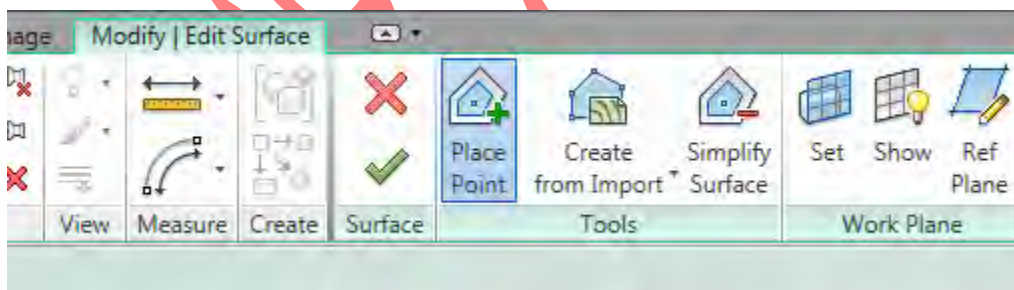 Modify | Edit Surface
Place
Point
Create
from Import
Simplify
Surface
Set
Show
Ref
Plane
View
Measure
Create
Surface
Tools
Work Plane